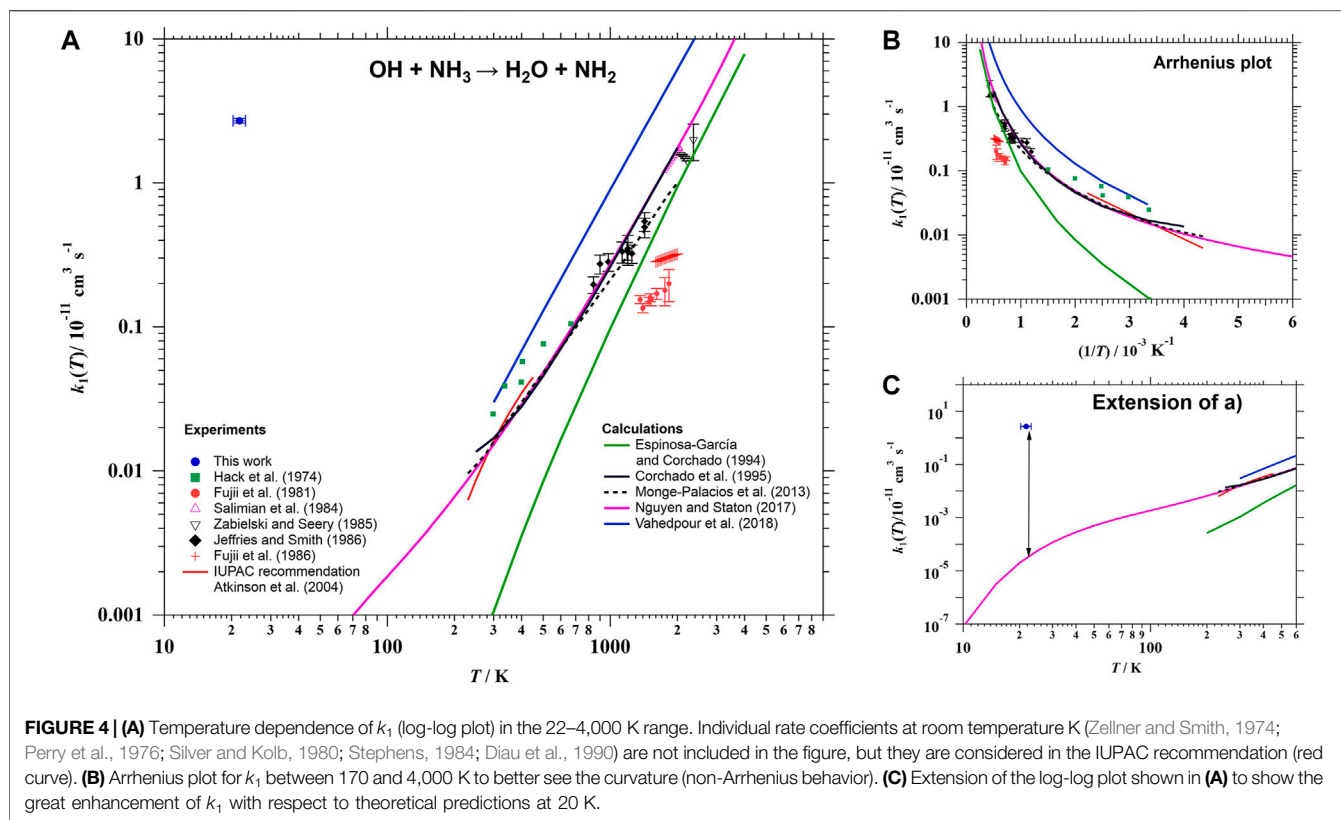 A
OH + NH₃ → H₂O + NH₂
10
1
0.1
0.01
0.001
k₁(T)/ 10⁻¹¹ cm³ s⁻¹
Experiments
This work
Hack et al. (1974)
Fujii et al. (1981)
Salimian et al. (1984)
Zabielski and Seery (1985)
Jeffries and Smith (1986)
Fujii et al. (1986)
IUPAC recommendation
Atkinson et al. (2004)
Calculations
Espinosa-García
and Corchado (1994)
Corchado et al. (1995)
Monge-Palacios et al. (2013)
Nguyen and Staton (2017)
Vahedpour et al. (2018)
2 3 4 5 6 7 8 2 3 4 5 6 7 8 2 3 4 5 6 7 8
10 100 1000
T / K
B
Arrhenius plot
10
1
0.1
0.01
0.001
k₁(T)/ 10⁻¹¹ cm³ s⁻¹
0 1 2 3 4 5 6
(1/T) / 10⁻³ K⁻¹
C
Extension of a)
10¹
10⁻¹
10⁻³
10⁻⁵
10⁻⁷
k₁(T)/10⁻¹¹ cm³ s⁻¹
2 3 4 5 6 7 8 9 2 3 4 5 6
10 100
T / K
FIGURE 4 | (A) Temperature dependence of k₁ (log-log plot) in the 22–4,000 K range. Individual rate coefficients at room temperature K (Zellner and Smith, 1974;
Perry et al., 1976; Silver and Kolb, 1980; Stephens, 1984; Diau et al., 1990) are not included in the figure, but they are considered in the IUPAC recommendation (red
curve). (B) Arrhenius plot for k₁ between 170 and 4,000 K to better see the curvature (non-Arrhenius behavior). (C) Extension of the log-log plot shown in (A) to show the
great enhancement of k₁ with respect to theoretical predictions at 20 K.